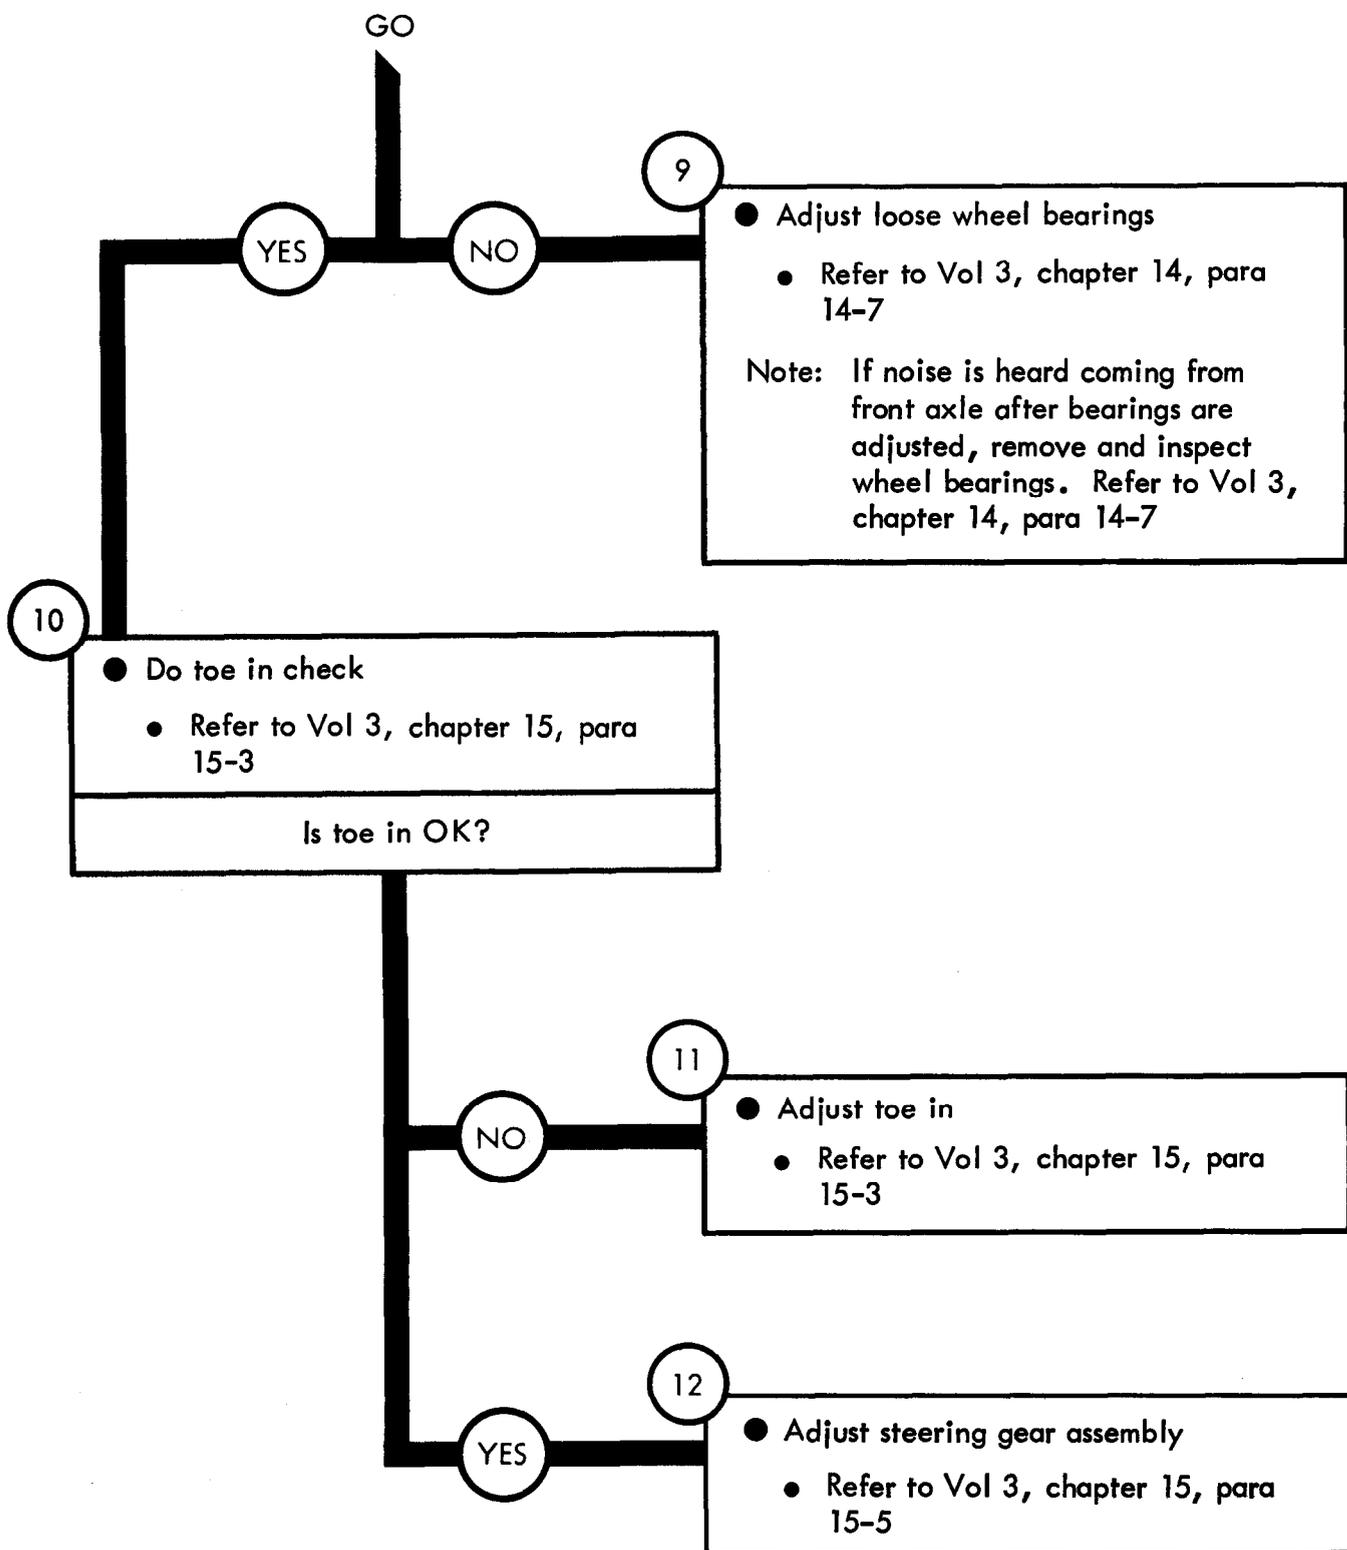 GO
YES
NO
9
● Adjust loose wheel bearings
● Refer to Vol 3, chapter 14, para
14-7
Note: If noise is heard coming from
front axle after bearings are
adjusted, remove and inspect
wheel bearings. Refer to Vol 3,
chapter 14, para 14-7
10
● Do toe in check
● Refer to Vol 3, chapter 15, para
15-3
Is toe in OK?
11
NO
● Adjust toe in
● Refer to Vol 3, chapter 15, para
15-3
12
YES
● Adjust steering gear assembly
● Refer to Vol 3, chapter 15, para
15-5